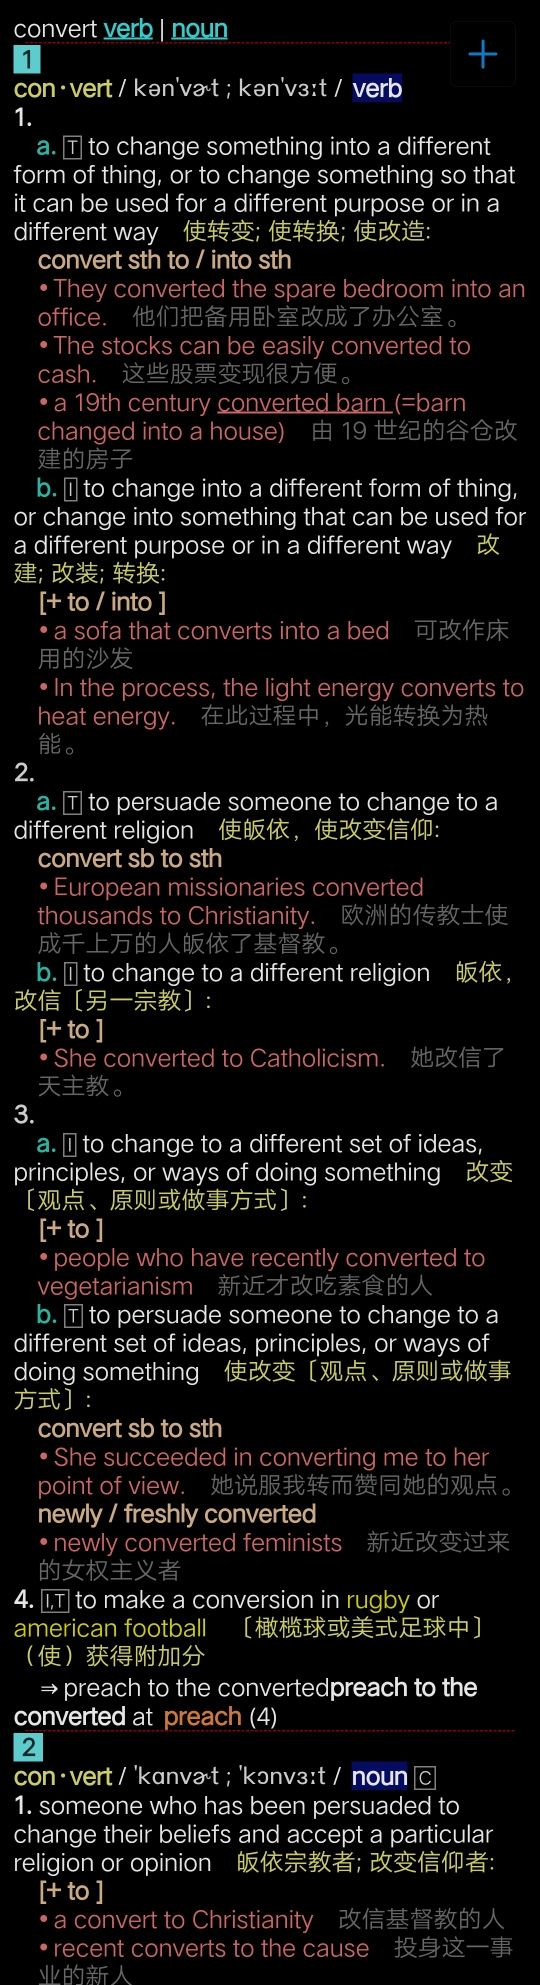 convert verb | noun
1
con·vert / kən'vɚt ; kən'vɜːt / verb
1.
a. T to change something into a different
form of thing, or to change something so that
it can be used for a different purpose or in a
different way 使转变; 使转换; 使改造:
convert sth to / into sth
•They converted the spare bedroom into an
office. 他们把备用卧室改成了办公室。
•The stocks can be easily converted to
cash. 这些股票变现很方便。
•a 19th century converted barn (=barn
changed into a house) 由 19 世纪的谷仓改
建的房子
b. I to change into a different form of thing,
or change into something that can be used for
a different purpose or in a different way 改
建; 改装; 转换:
[+ to / into ]
•a sofa that converts into a bed 可改作床
用的沙发
•In the process, the light energy converts to
heat energy. 在此过程中，光能转换为热
能。
2.
a. T to persuade someone to change to a
different religion 使皈依，使改变信仰:
convert sb to sth
•European missionaries converted
thousands to Christianity. 欧洲的传教士使
成千上万的人皈依了基督教。
b. I to change to a different religion 皈依，
改信〔另一宗教〕:
[+ to ]
•She converted to Catholicism. 她改信了
天主教。
3.
a. I to change to a different set of ideas,
principles, or ways of doing something 改变
〔观点、原则或做事方式〕:
[+ to ]
•people who have recently converted to
vegetarianism 新近才改吃素食的人
b. T to persuade someone to change to a
different set of ideas, principles, or ways of
doing something 使改变〔观点、原则或做事
方式〕:
convert sb to sth
•She succeeded in converting me to her
point of view. 她说服我转而赞同她的观点。
newly / freshly converted
•newly converted feminists 新近改变过来
的女权主义者
4. I,T to make a conversion in rugby or
american football 〔橄榄球或美式足球中〕
（使）获得附加分
⇒preach to the convertedpreach to the
converted at preach (4)
2
con·vert / 'kɑnvɚt ; 'kɒnvɜːt / noun C
1. someone who has been persuaded to
change their beliefs and accept a particular
religion or opinion 皈依宗教者; 改变信仰者:
[+ to ]
•a convert to Christianity 改信基督教的人
•recent converts to the cause 投身这一事
业的新人